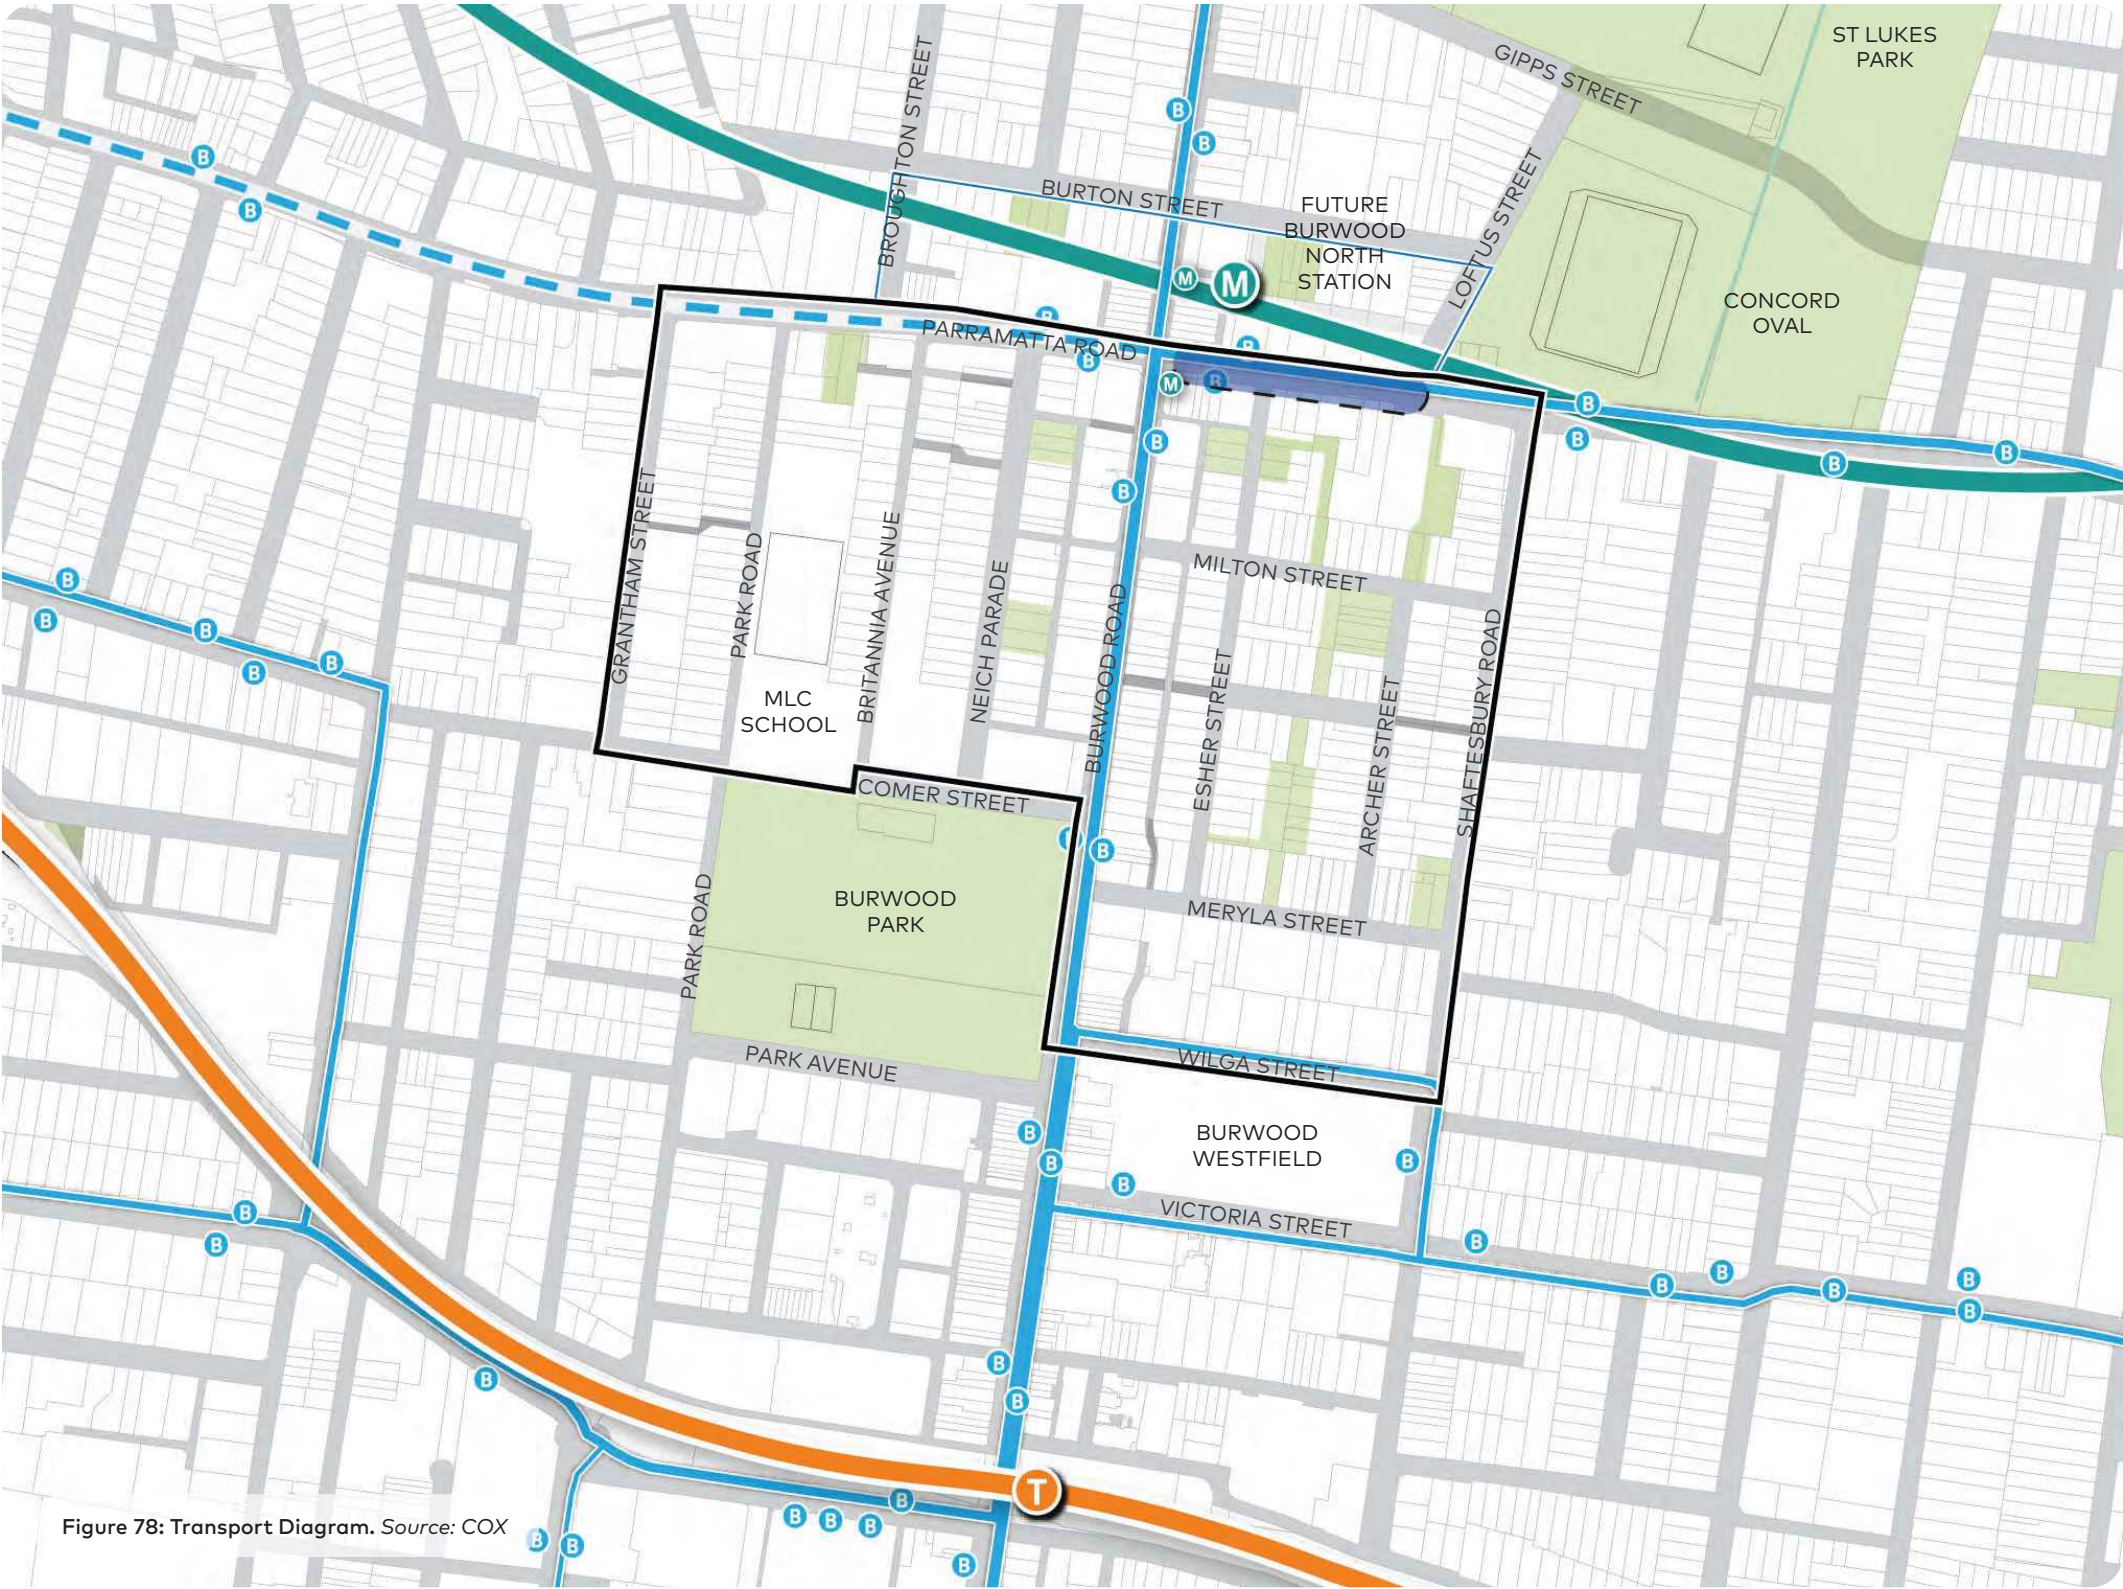 ST LUKES
PARK
GIPPS STREET
BROUGHTON STREET
BURTON STREET
LOFTUS STREET
FUTURE
BURWOOD
NORTH
STATION
CONCORD
OVAL
B
B
B
B
M
M
B
PARRAMATTA ROAD
B
B
M
B
B
B
B
B
B
B
GRANTHAM STREET
PARK ROAD
BRITANNIA AVENUE
NEICH PARADE
BURWOOD ROAD
MILTON STREET
ESHER STREET
ARCHER STREET
SHAFTESBURY ROAD
B
B
B
B
B
MLC
SCHOOL
COMER STREET
B
BURWOOD
PARK
PARK ROAD
MERYLA STREET
PARK AVENUE
WILGA STREET
BURWOOD
WESTFIELD
B
B
B
B
VICTORIA STREET
B
B
B
B
B
B
B
B
B
B
B
B
T
B
B
B
B
B
B
B
Figure 78: Transport Diagram. Source: COX